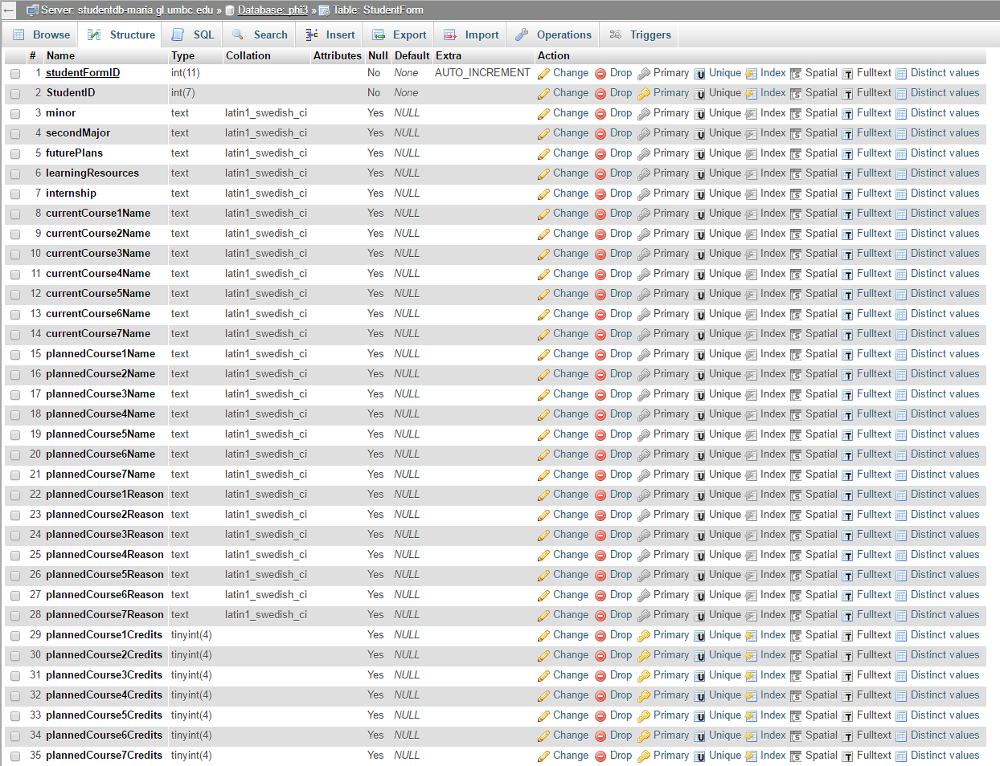 ← Server: studentdb-maria.gl.umbc.edu » Database: phi3 » Table: StudentForm
Browse Structure SQL Search Insert Export Import Operations Triggers
# Name Type Collation Attributes Null Default Extra Action
1 studentFormID int(11) No None AUTO_INCREMENT Change Drop Primary Unique Index Spatial Fulltext Distinct values
2 StudentID int(7) No None Change Drop Primary Unique Index Spatial Fulltext Distinct values
3 minor text latin1_swedish_ci Yes NULL Change Drop Primary Unique Index Spatial Fulltext Distinct values
4 secondMajor text latin1_swedish_ci Yes NULL Change Drop Primary Unique Index Spatial Fulltext Distinct values
5 futurePlans text latin1_swedish_ci Yes NULL Change Drop Primary Unique Index Spatial Fulltext Distinct values
6 learningResources text latin1_swedish_ci Yes NULL Change Drop Primary Unique Index Spatial Fulltext Distinct values
7 internship text latin1_swedish_ci Yes NULL Change Drop Primary Unique Index Spatial Fulltext Distinct values
8 currentCourse1Name text latin1_swedish_ci Yes NULL Change Drop Primary Unique Index Spatial Fulltext Distinct values
9 currentCourse2Name text latin1_swedish_ci Yes NULL Change Drop Primary Unique Index Spatial Fulltext Distinct values
10 currentCourse3Name text latin1_swedish_ci Yes NULL Change Drop Primary Unique Index Spatial Fulltext Distinct values
11 currentCourse4Name text latin1_swedish_ci Yes NULL Change Drop Primary Unique Index Spatial Fulltext Distinct values
12 currentCourse5Name text latin1_swedish_ci Yes NULL Change Drop Primary Unique Index Spatial Fulltext Distinct values
13 currentCourse6Name text latin1_swedish_ci Yes NULL Change Drop Primary Unique Index Spatial Fulltext Distinct values
14 currentCourse7Name text latin1_swedish_ci Yes NULL Change Drop Primary Unique Index Spatial Fulltext Distinct values
15 plannedCourse1Name text latin1_swedish_ci Yes NULL Change Drop Primary Unique Index Spatial Fulltext Distinct values
16 plannedCourse2Name text latin1_swedish_ci Yes NULL Change Drop Primary Unique Index Spatial Fulltext Distinct values
17 plannedCourse3Name text latin1_swedish_ci Yes NULL Change Drop Primary Unique Index Spatial Fulltext Distinct values
18 plannedCourse4Name text latin1_swedish_ci Yes NULL Change Drop Primary Unique Index Spatial Fulltext Distinct values
19 plannedCourse5Name text latin1_swedish_ci Yes NULL Change Drop Primary Unique Index Spatial Fulltext Distinct values
20 plannedCourse6Name text latin1_swedish_ci Yes NULL Change Drop Primary Unique Index Spatial Fulltext Distinct values
21 plannedCourse7Name text latin1_swedish_ci Yes NULL Change Drop Primary Unique Index Spatial Fulltext Distinct values
22 plannedCourse1Reason text latin1_swedish_ci Yes NULL Change Drop Primary Unique Index Spatial Fulltext Distinct values
23 plannedCourse2Reason text latin1_swedish_ci Yes NULL Change Drop Primary Unique Index Spatial Fulltext Distinct values
24 plannedCourse3Reason text latin1_swedish_ci Yes NULL Change Drop Primary Unique Index Spatial Fulltext Distinct values
25 plannedCourse4Reason text latin1_swedish_ci Yes NULL Change Drop Primary Unique Index Spatial Fulltext Distinct values
26 plannedCourse5Reason text latin1_swedish_ci Yes NULL Change Drop Primary Unique Index Spatial Fulltext Distinct values
27 plannedCourse6Reason text latin1_swedish_ci Yes NULL Change Drop Primary Unique Index Spatial Fulltext Distinct values
28 plannedCourse7Reason text latin1_swedish_ci Yes NULL Change Drop Primary Unique Index Spatial Fulltext Distinct values
29 plannedCourse1Credits tinyint(4) Yes NULL Change Drop Primary Unique Index Spatial Fulltext Distinct values
30 plannedCourse2Credits tinyint(4) Yes NULL Change Drop Primary Unique Index Spatial Fulltext Distinct values
31 plannedCourse3Credits tinyint(4) Yes NULL Change Drop Primary Unique Index Spatial Fulltext Distinct values
32 plannedCourse4Credits tinyint(4) Yes NULL Change Drop Primary Unique Index Spatial Fulltext Distinct values
33 plannedCourse5Credits tinyint(4) Yes NULL Change Drop Primary Unique Index Spatial Fulltext Distinct values
34 plannedCourse6Credits tinyint(4) Yes NULL Change Drop Primary Unique Index Spatial Fulltext Distinct values
35 plannedCourse7Credits tinyint(4) Yes NULL Change Drop Primary Unique Index Spatial Fulltext Distinct values